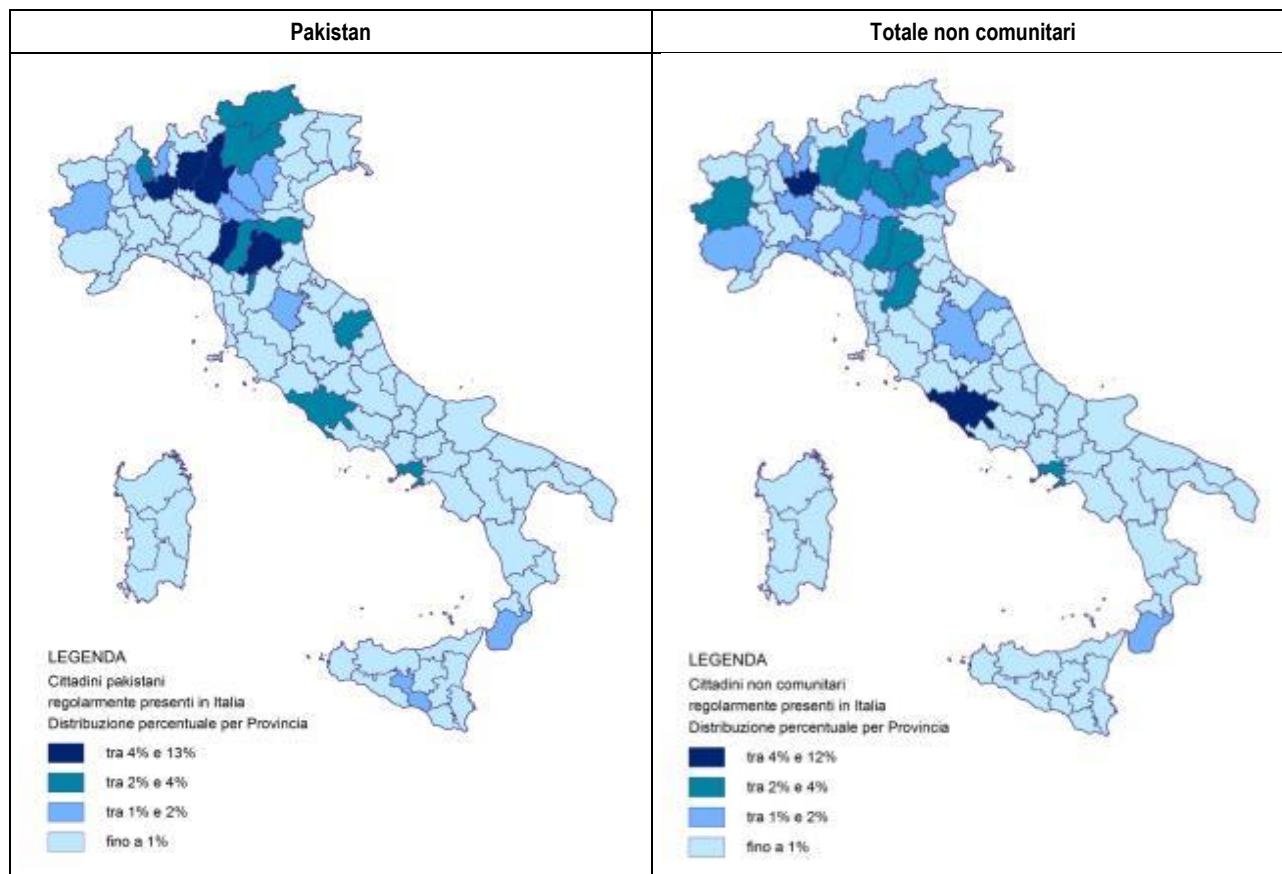 Pakistan
Totale non comunitari
LEGENDA
Cittadini pakistani
regolarmente presenti in Italia
Distribuzione percentuale per Provincia
tra 4% e 13%
tra 2% e 4%
tra 1% e 2%
fino a 1%
LEGENDA
Cittadini non comunitari
regolarmente presenti in Italia
Distribuzione percentuale per Provincia
tra 4% e 12%
tra 2% e 4%
tra 1% e 2%
fino a 1%